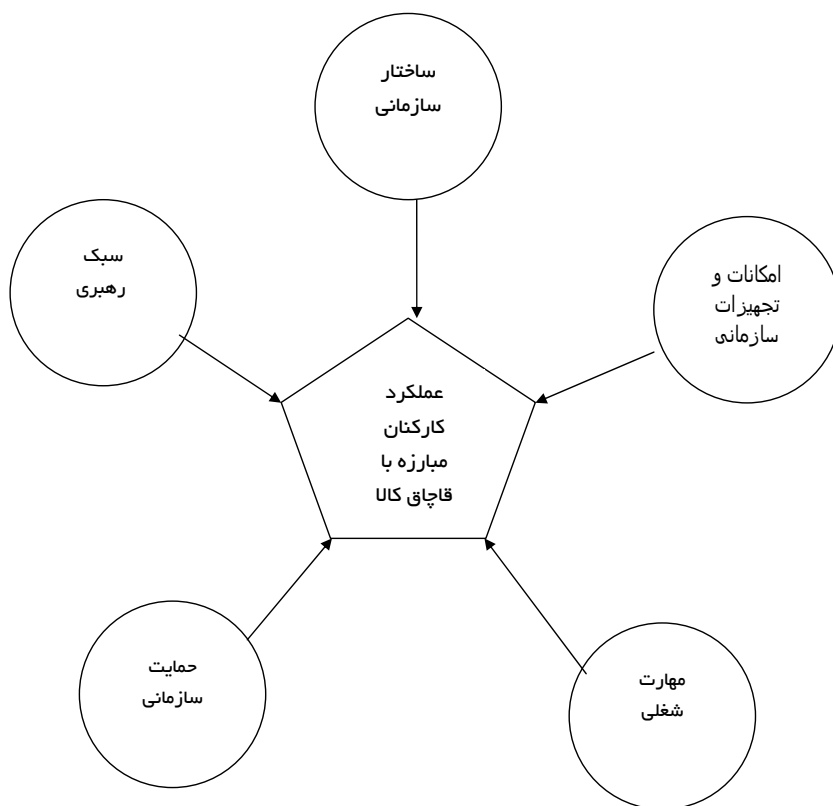 ساختار
سازمانی
سبک
رهبری
امکانات و
تجهیزات
سازمانی
عملکرد
کارکنان
مبارزه با
قاچاق کالا
حمایت
سازمانی
مهارت
شغلی